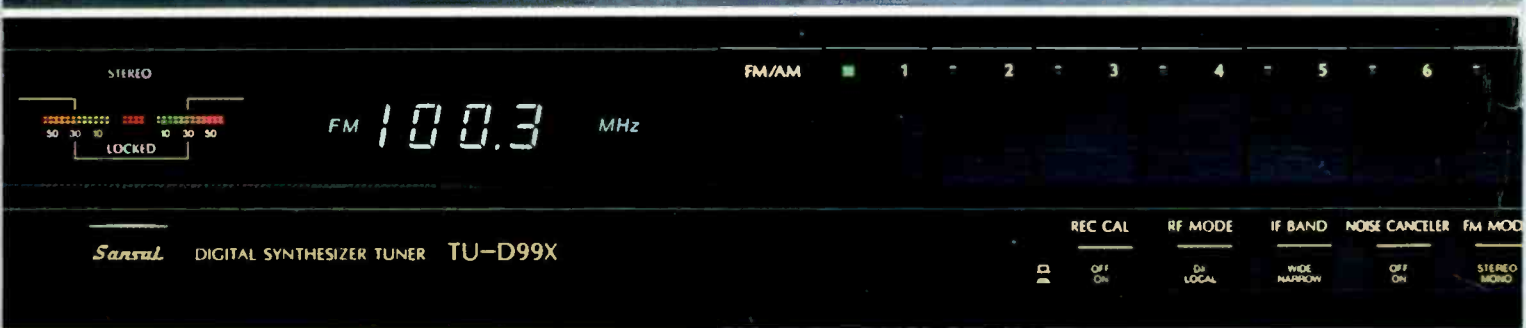 STEREO
50 30 10 10 30 50
LOCKED
FM 100.3 MHz
FM/AM 1 2 3 4 5 6
Sansui DIGITAL SYNTHESIZER TUNER TU-D99X
REC CAL RF MODE IF BAND NOISE CANCELER FM MOD
OFF DX WIDE OFF STEREO
ON LOCAL NARROW ON MONO